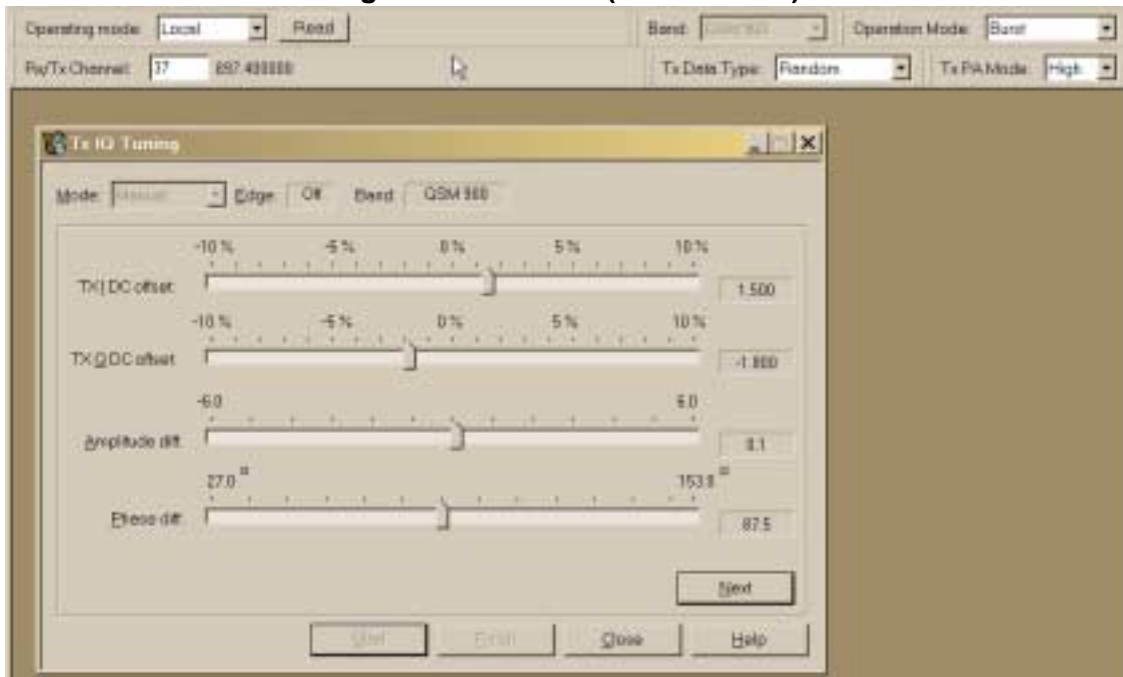 Operating mode: Local Read Band: Operation Mode: Burst
Rx/Tx Channel: 37 897.400000 Tx Data Type: Random Tx PA Mode: High
Tx IQ Tuning
Mode: Manual Edge: Off Band: GSM 900
-10 % -5 % 0 % 5 % 10 %
TX I DC offset: 1.500
-10 % -5 % 0 % 5 % 10 %
TX Q DC offset: -1.800
-6.0 6.0
Amplitude diff. 0.1
27.0 ° 153.0 °
Phase diff. 87.5
Next
Start Finish Close Help